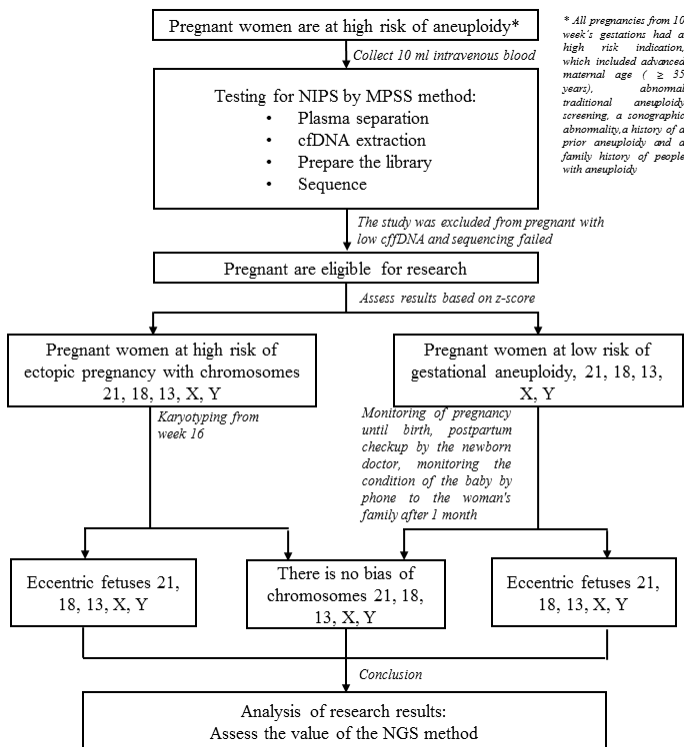 Pregnant women are at high risk of aneuploidy*
* All pregnancies from 10
week's gestations had a
high risk indication,
which included advanced
maternal age ( ≥ 35
years), abnormal
traditional aneuploidy
screening, a sonographic
abnormality,a history of a
prior aneuploidy and a
family history of people
with aneuploidy
Collect 10 ml intravenous blood
Testing for NIPS by MPSS method:
• Plasma separation
• cfDNA extraction
• Prepare the library
• Sequence
The study was excluded from pregnant with
low cffDNA and sequencing failed
Pregnant are eligible for research
Assess results based on z-score
Pregnant women at high risk of
ectopic pregnancy with chromosomes
21, 18, 13, X, Y
Pregnant women at low risk of
gestational aneuploidy, 21, 18, 13,
X, Y
Karyotyping from
week 16
Monitoring of pregnancy
until birth, postpartum
checkup by the newborn
doctor, monitoring the
condition of the baby by
phone to the woman's
family after 1 month
Eccentric fetuses 21,
18, 13, X, Y
There is no bias of
chromosomes 21, 18,
13, X, Y
Eccentric fetuses 21,
18, 13, X, Y
Conclusion
Analysis of research results:
Assess the value of the NGS method